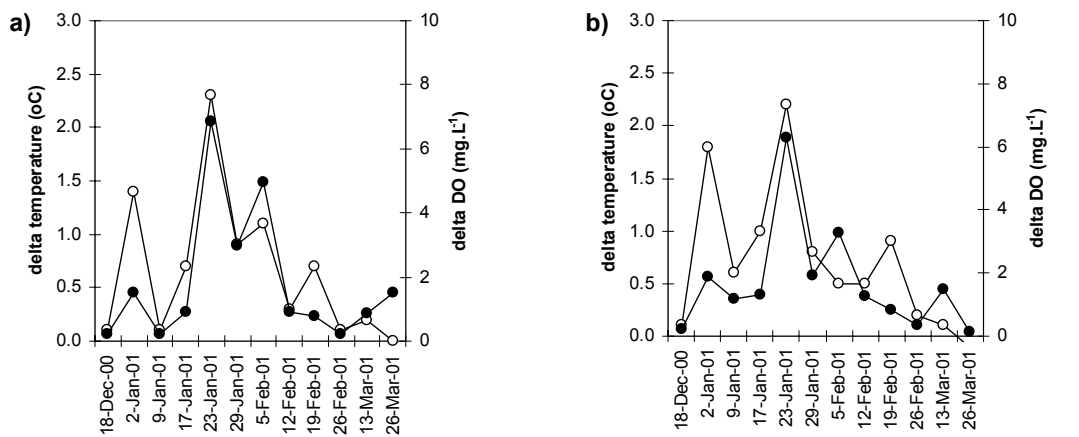 a)
delta temperature (oC)
3.0
2.5
2.0
1.5
1.0
0.5
0.0
10
8
6
4
2
0
delta DO (mg.L-1)
18-Dec-00
2-Jan-01
9-Jan-01
17-Jan-01
23-Jan-01
29-Jan-01
5-Feb-01
12-Feb-01
19-Feb-01
26-Feb-01
13-Mar-01
26-Mar-01
b)
delta temperature (oC)
3.0
2.5
2.0
1.5
1.0
0.5
0.0
10
8
6
4
2
0
delta DO (mg.L-1)
18-Dec-00
2-Jan-01
9-Jan-01
17-Jan-01
23-Jan-01
29-Jan-01
5-Feb-01
12-Feb-01
19-Feb-01
26-Feb-01
13-Mar-01
26-Mar-01